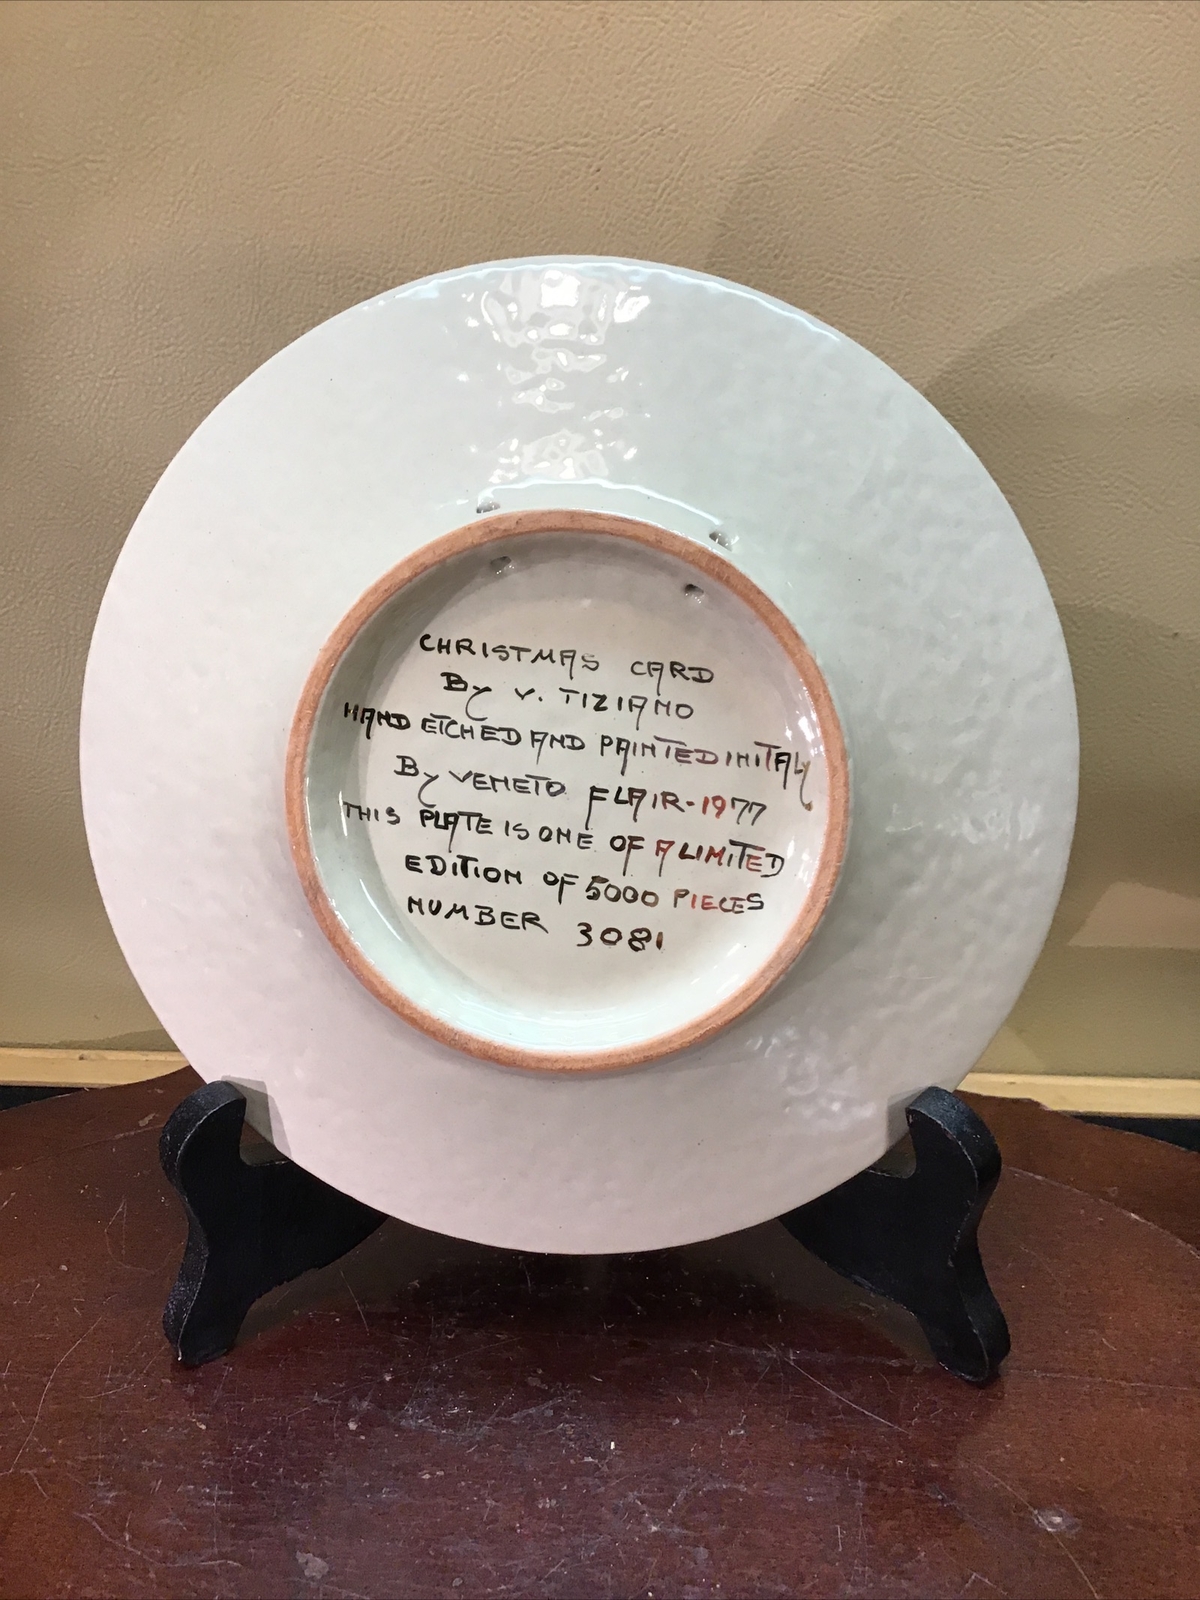 CHRISTMAS CARD
By V. TIZIANO
HAND ETCHED AND PAINTED IN ITALY
By VENETO FLAIR-1977
THIS PLATE IS ONE OF A LIMITED
EDITION OF 5000 PIECES
NUMBER 3081